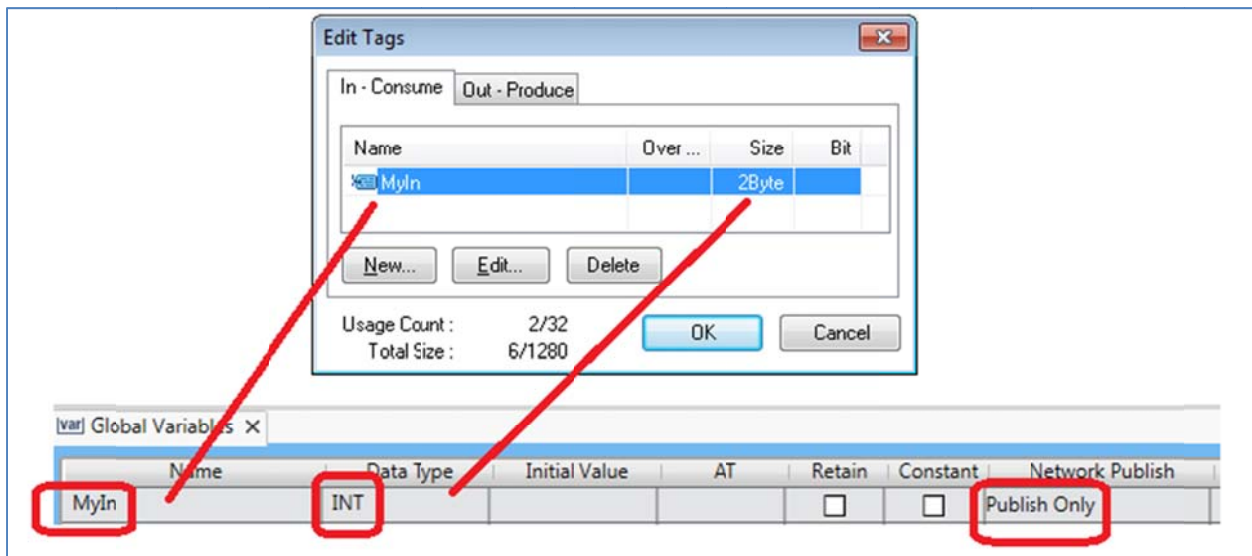 Edit Tags
In - Consume Out - Produce
Name Over ... Size Bit
MyIn 2Byte
New... Edit... Delete
Usage Count : 2/32
Total Size : 6/1280
OK Cancel
var Global Variables X
Name Data Type Initial Value AT Retain Constant Network Publish
MyIn INT Publish Only